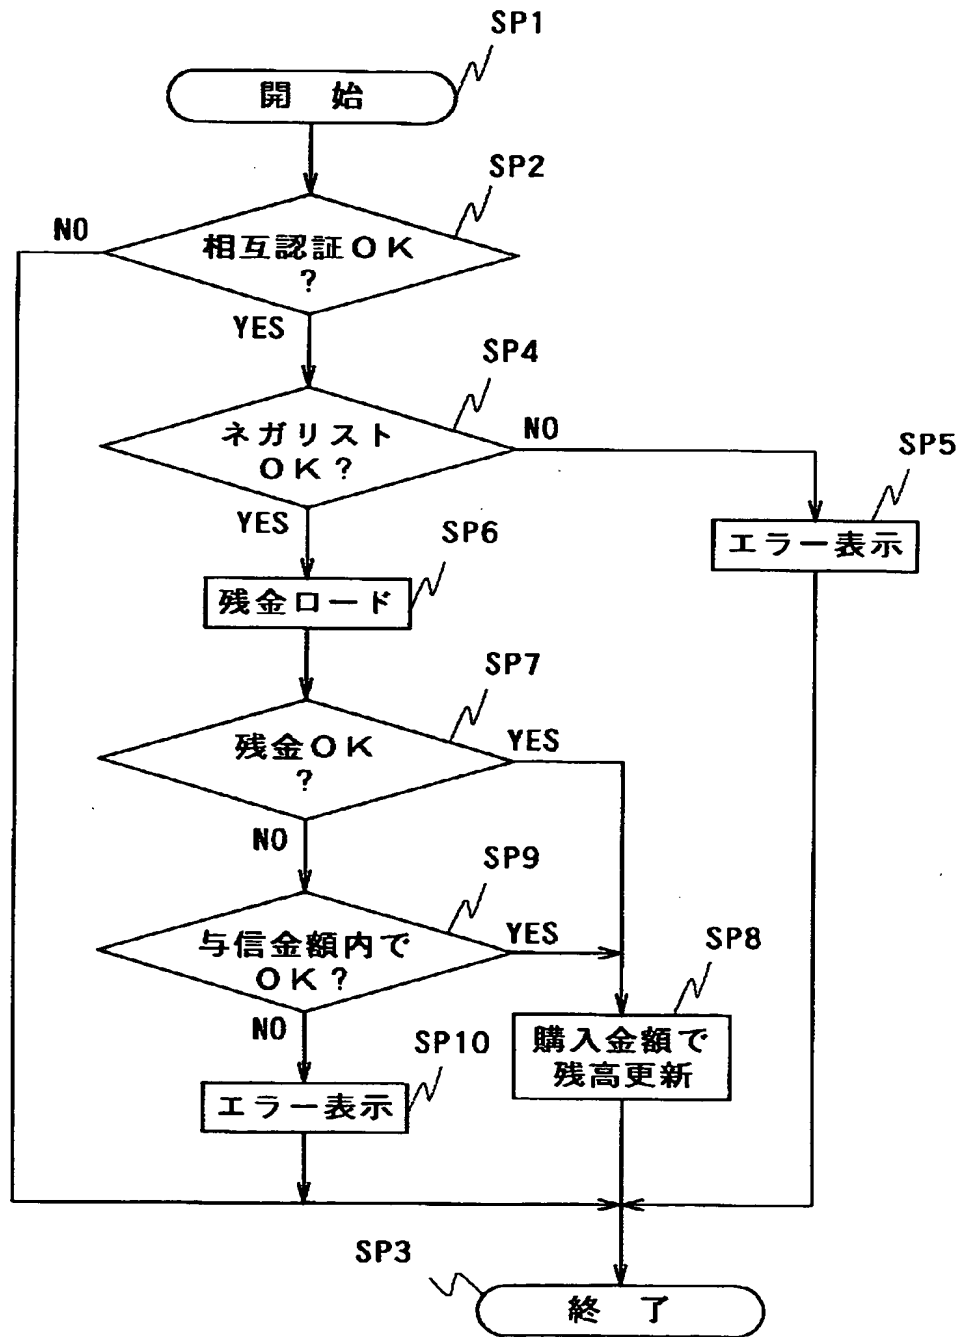 SP1
開始
SP2
NO
相互認証OK
?
YES
SP4
ネガリスト
OK?
NO
SP5
YES
エラー表示
SP6
残金ロード
SP7
残金OK
?
YES
NO
SP9
与信金額内で
OK?
YES
SP8
NO
購入金額で
残高更新
SP10
エラー表示
SP3
終了